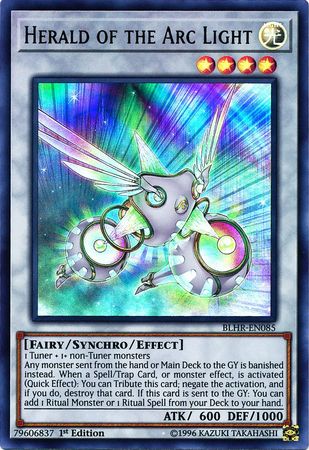 HERALD OF THE ARC LIGHT
光
BLHR-EN085
[FAIRY/SYNCHRO/EFFECT]
1 Tuner + 1+ non-Tuner monsters
Any monster sent from the hand or Main Deck to the GY is banished
instead. When a Spell/Trap Card, or monster effect, is activated
(Quick Effect): You can Tribute this card; negate the activation, and
if you do, destroy that card. If this card is sent to the GY: You can
add 1 Ritual Monster or 1 Ritual Spell from your Deck to your hand.
ATK/ 600 DEF/1000
79606837 1st Edition ©1996 KAZUKI TAKAHASHI